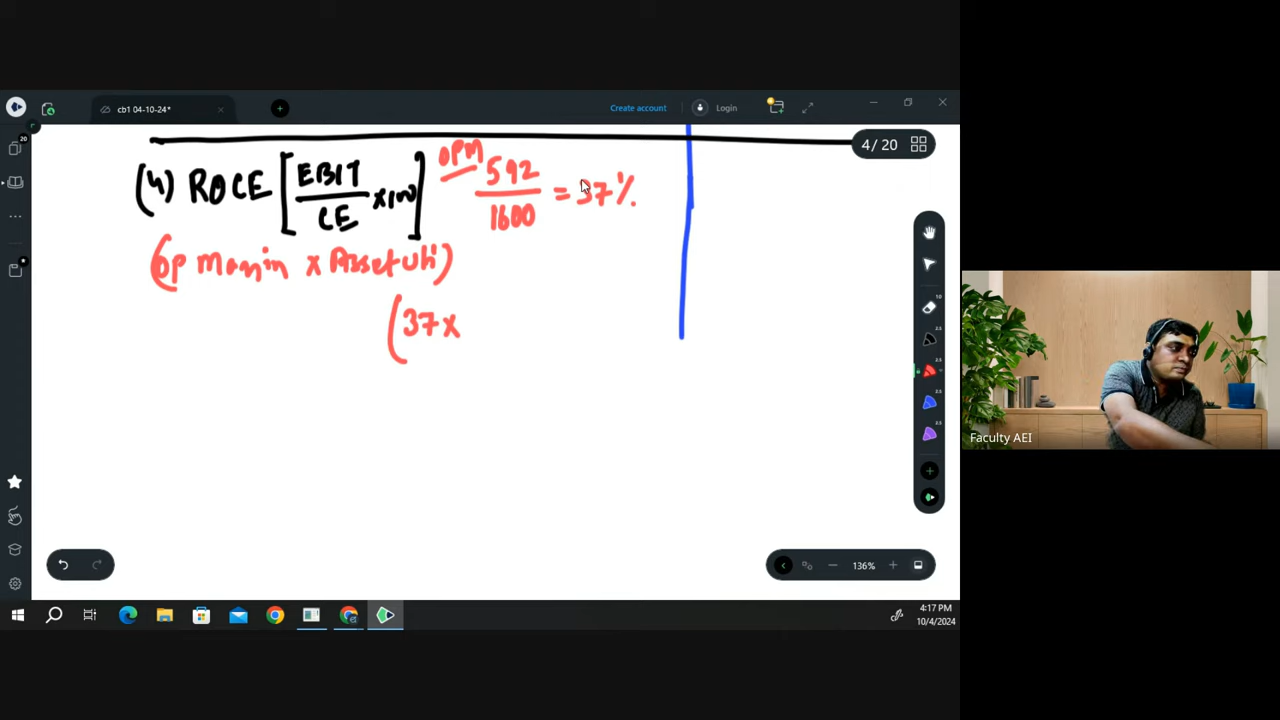 cb1 04-10-24*
Create account
Login
4/20
(4) ROCE [EBIT/CE ×100] OPM 592/1600 = 37%
(op Margin × Asset Uti)
(37×
Faculty AEI
136%
4:17 PM
10/4/2024